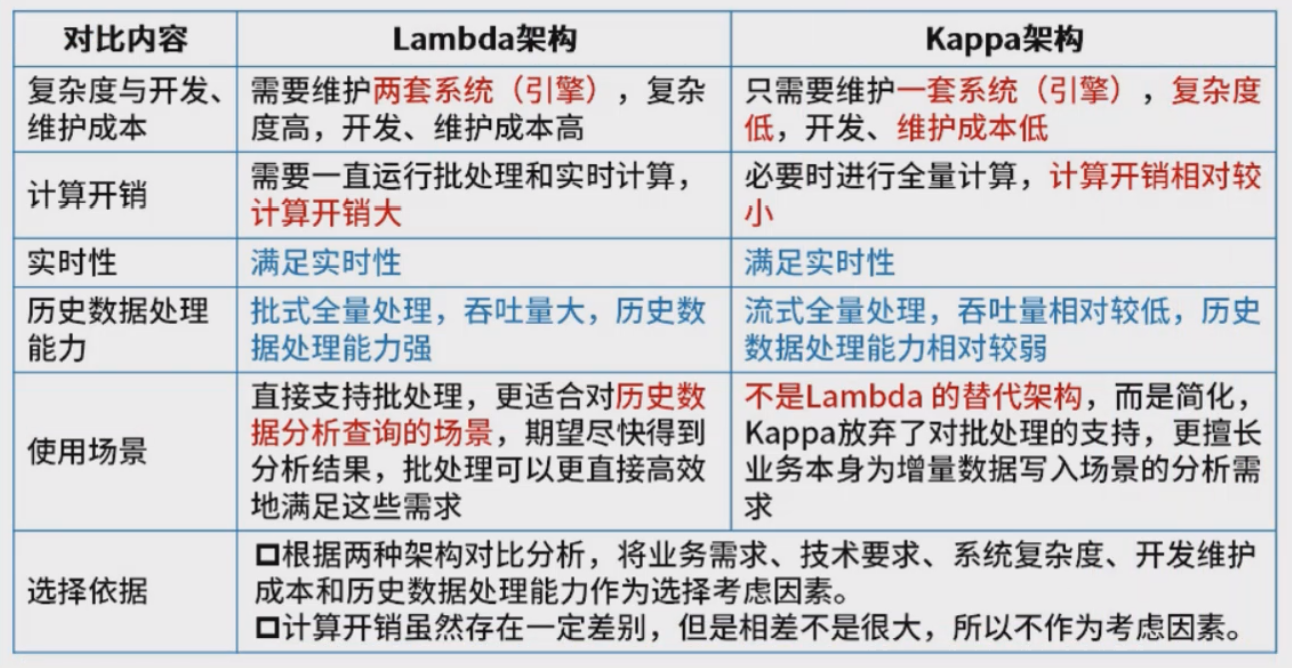 对比内容
Lambda架构
Kappa架构
复杂度与开发、
维护成本
需要维护两套系统（引擎），复杂
度高，开发、维护成本高
只需要维护一套系统（引擎），复杂度
低，开发、维护成本低
计算开销
需要一直运行批处理和实时计算，
计算开销大
必要时进行全量计算，计算开销相对较
小
实时性
满足实时性
满足实时性
历史数据处理
能力
批式全量处理，吞吐量大，历史数
据处理能力强
流式全量处理，吞吐量相对较低，历史
数据处理能力相对较弱
使用场景
直接支持批处理，更适合对历史数
据分析查询的场景，期望尽快得到
分析结果，批处理可以更直接高效
地满足这些需求
不是Lambda 的替代架构，而是简化，
Kappa放弃了对批处理的支持，更擅长
业务本身为增量数据写入场景的分析需
求
选择依据
口根据两种架构对比分析，将业务需求、技术要求、系统复杂度、开发维护
成本和历史数据处理能力作为选择考虑因素。
口计算开销虽然存在一定差别，但是相差不是很大，所以不作为考虑因素。